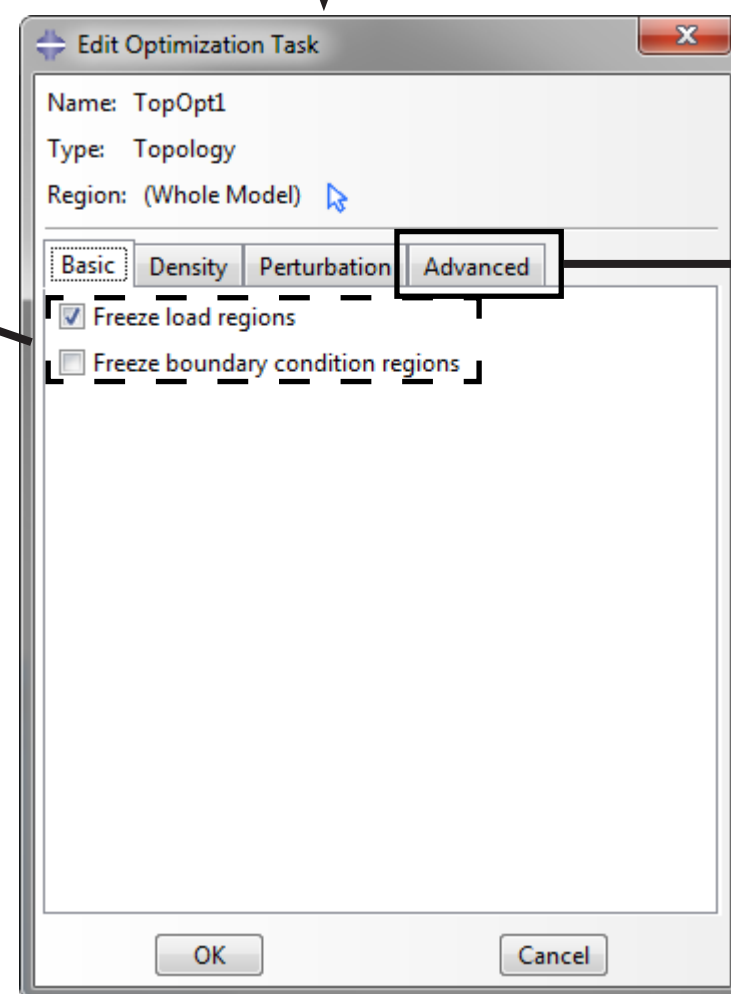 Edit Optimization Task
x
Name: TopOpt1
Type: Topology
Region: (Whole Model)
Basic Density Perturbation Advanced
Freeze load regions
Freeze boundary condition regions
OK Cancel